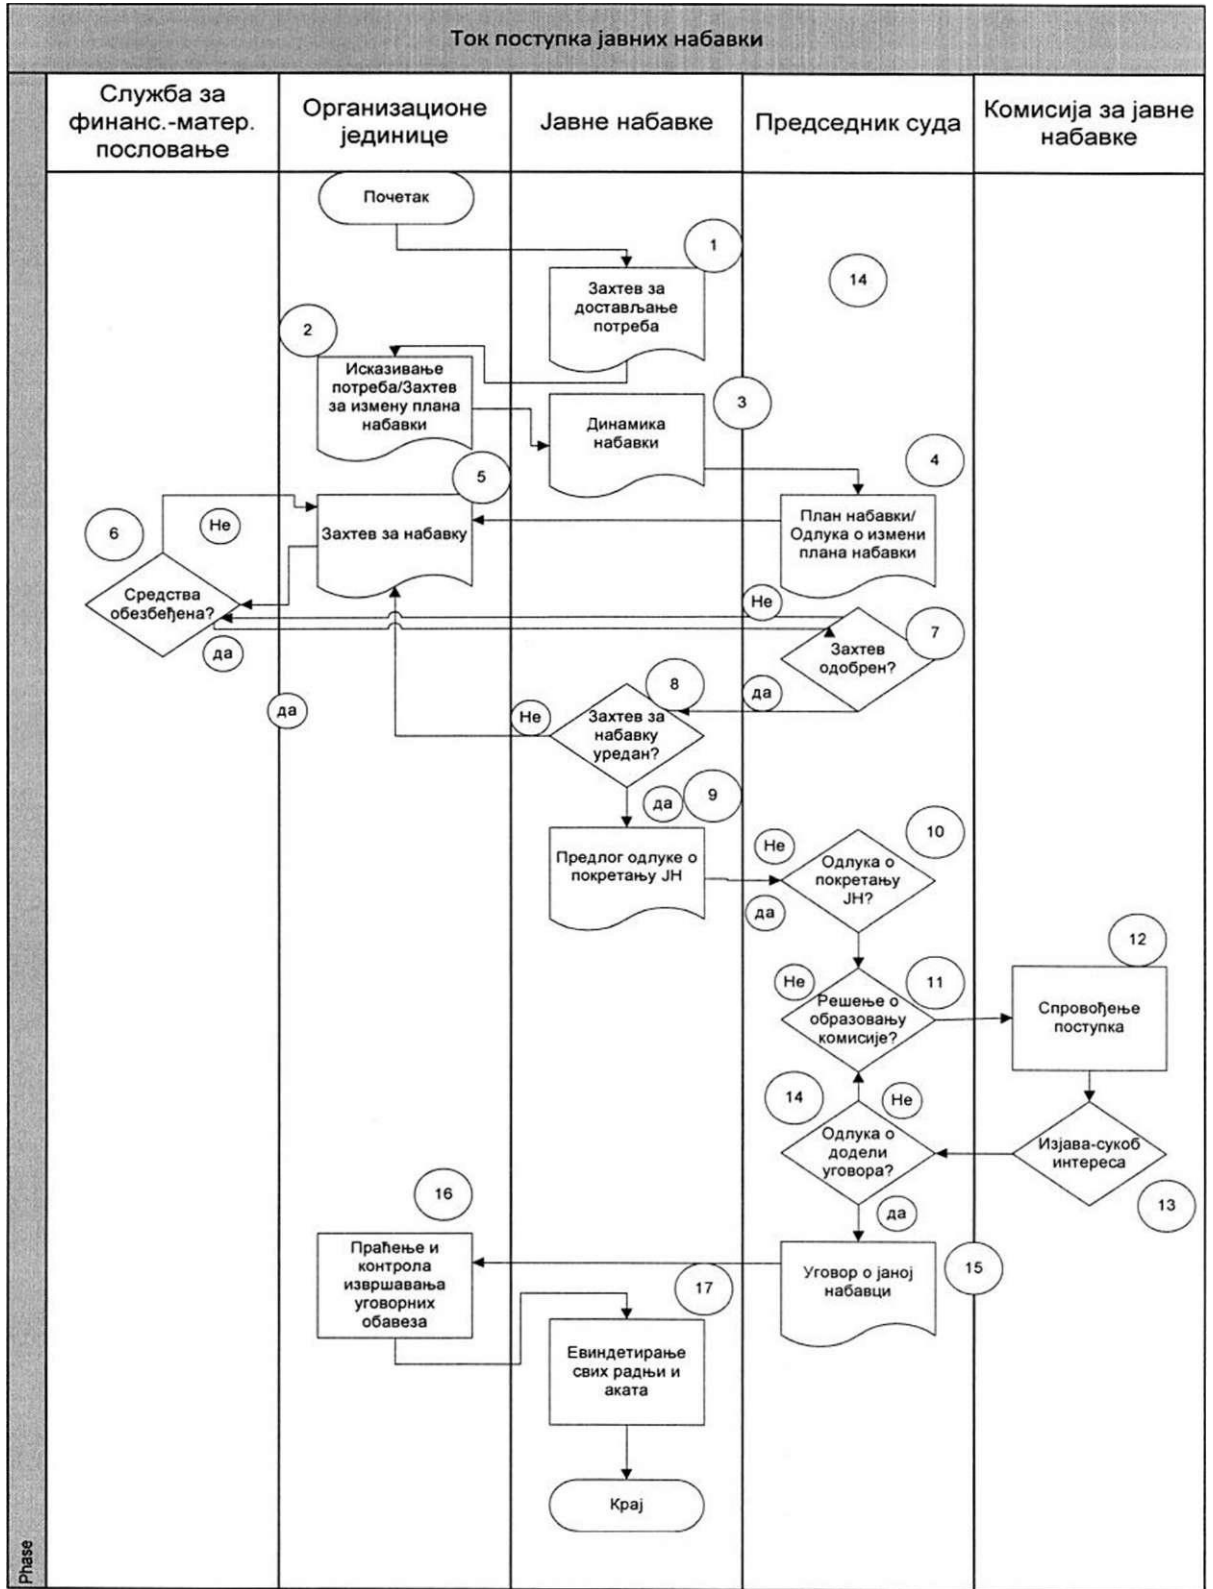 Ток поступка јавних набавки
Служба за
финанс.-матер.
пословање
Организационе
јединице
Јавне набавке
Председник суда
Комисија за јавне
набавке
Почетак
1
Захтев за
достављање
потреба
14
2
Исказивање
потреба/Захтев
за измену плана
набавки
3
Динамика
набавки
4
План набавки/
Одлука о измени
плана набавки
5
Захтев за набавку
6
Не
Средства
обезбеђена?
да
Не
7
Захтев
одобрен?
да
да
8
Не
Захтев за
набавку
уредан?
да
9
Предлог одлуке о
покретању ЈН
10
Не
Одлука о
покретању
ЈН?
да
11
Не
Решење о
образовању
комисије?
12
Спровођење
поступка
13
Изјава-сукоб
интереса
14
Не
Одлука о
додели
уговора?
да
15
Уговор о јаној
набавци
16
Праћење и
контрола
извршавања
уговорних
обавеза
17
Евиндетирање
свих радњи и
аката
Крај
Phase